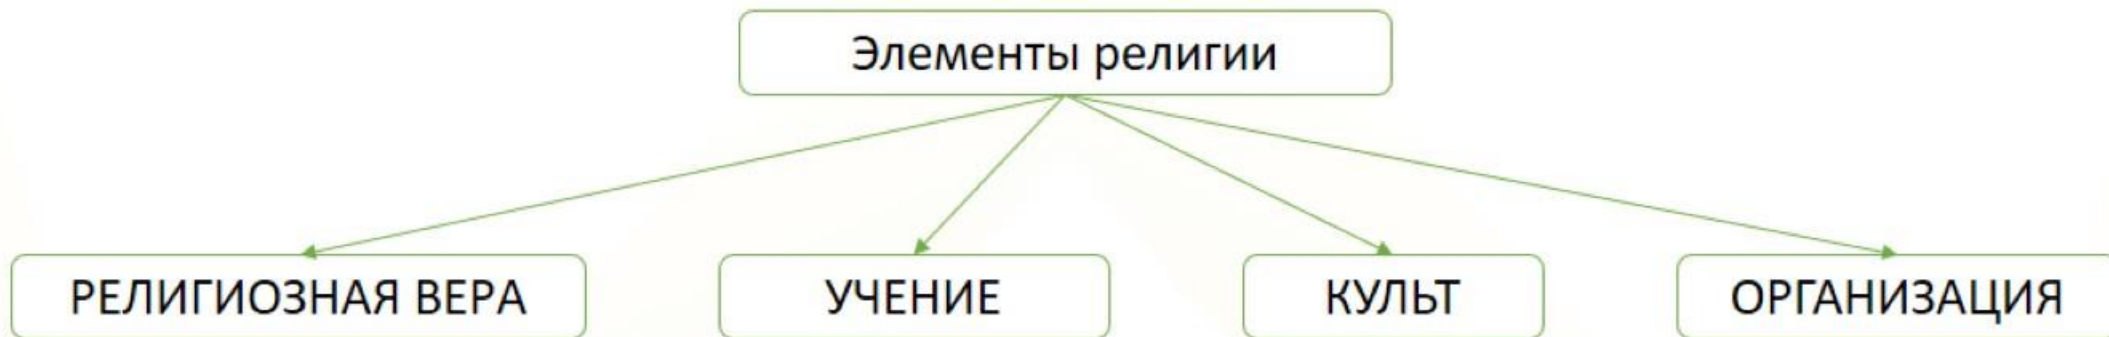 Элементы религии
РЕЛИГИОЗНАЯ ВЕРА
УЧЕНИЕ
КУЛЬТ
ОРГАНИЗАЦИЯ